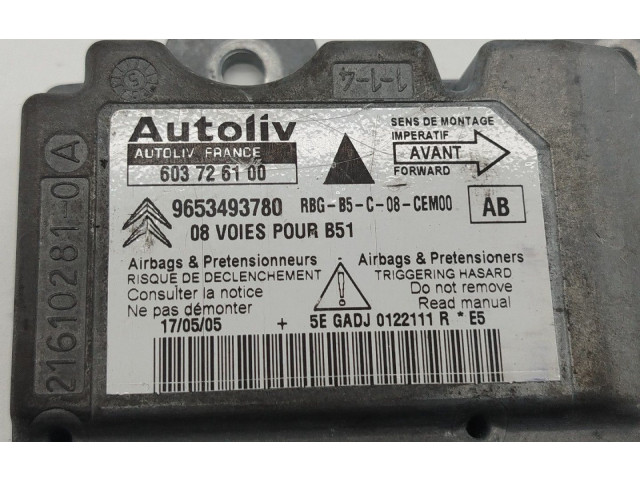 5
1-1-4
Autoliv
AUTOLIV FRANCE
603 72 61 00
SENS DE MONTAGE
IMPERATIF
AVANT
FORWARD
9653493780 RBG-B5-C-08-CEM00 AB
08 VOIES POUR B51
Airbags & Pretensionneurs
RISQUE DE DECLENCHEMENT
Consulter la notice
Ne pas démonter
Airbags & Pretensioners
TRIGGERING HASARD
Do not remove
Read manual
17/05/05 + 5E GADJ 0122111 R * E5
21610281-0 A